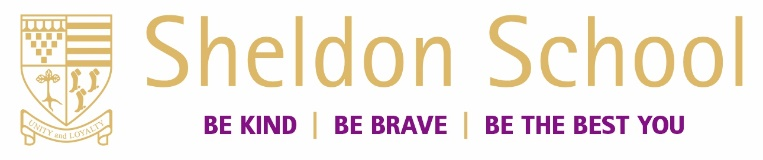 Sheldon School
UNITY and LOYALTY
BE KIND | BE BRAVE | BE THE BEST YOU